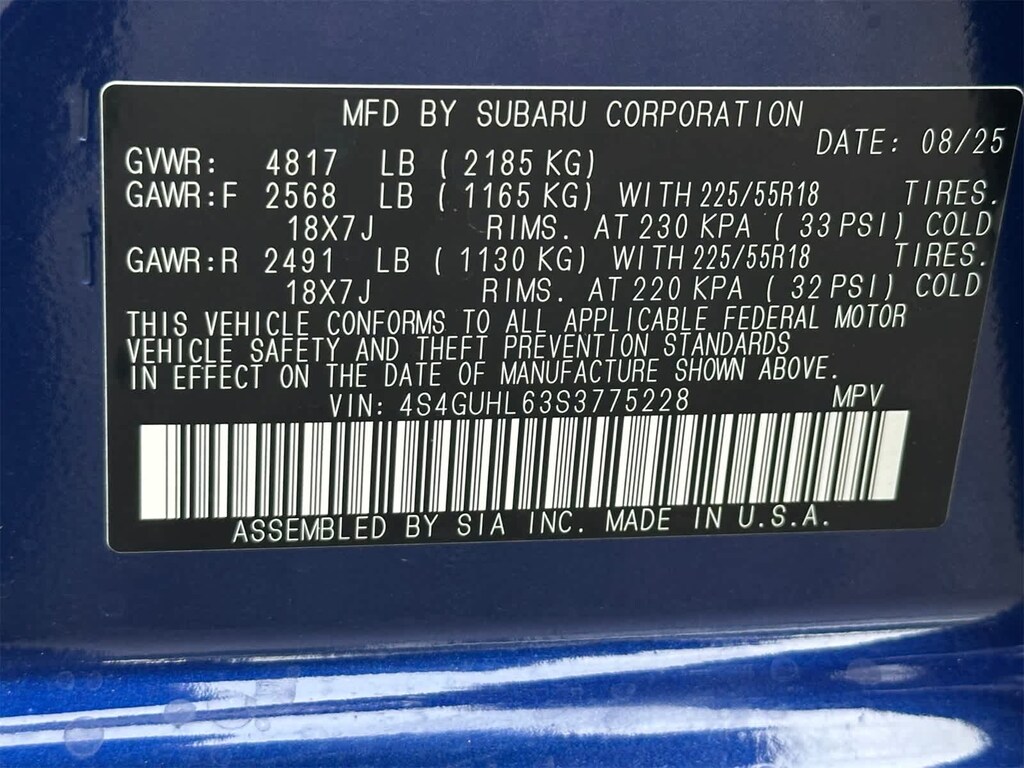 MFD BY SUBARU CORPORATION
DATE: 08/25
GVWR: 4817 LB (2185 KG)
GAWR:F 2568 LB (1165 KG) WITH 225/55R18 TIRES.
18X7J RIMS. AT 230 KPA (33 PSI) COLD
GAWR:R 2491 LB (1130 KG) WITH 225/55R18 TIRES.
18X7J RIMS. AT 220 KPA (32 PSI) COLD
THIS VEHICLE CONFORMS TO ALL APPLICABLE FEDERAL MOTOR
VEHICLE SAFETY AND THEFT PREVENTION STANDARDS
IN EFFECT ON THE DATE OF MANUFACTURE SHOWN ABOVE.
VIN: 4S4GUHL63S3775228 MPV
ASSEMBLED BY SIA INC. MADE IN U.S.A.